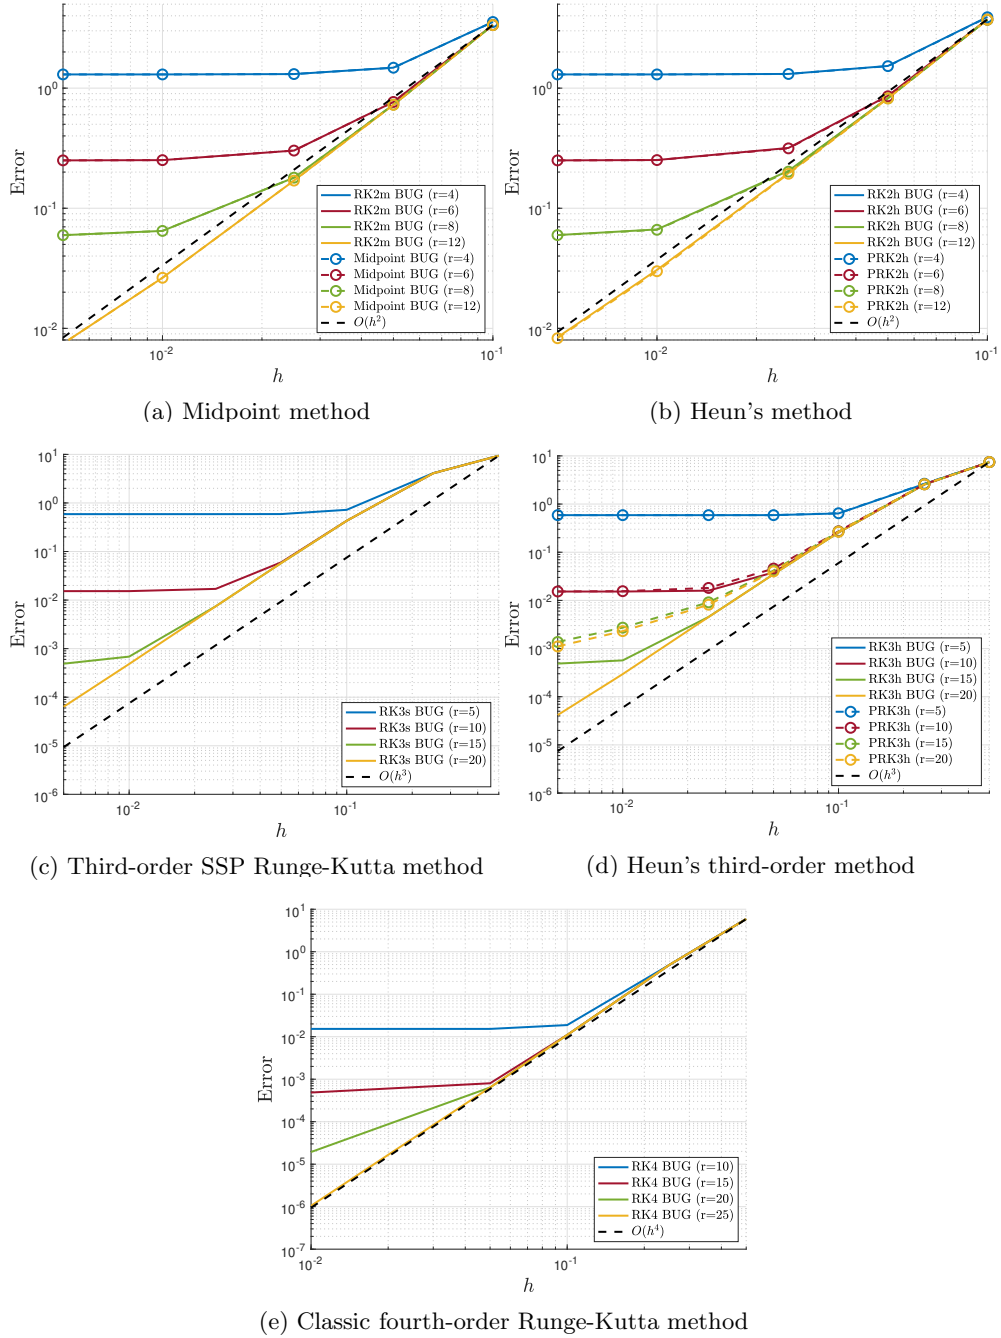 10^0
10^-1
10^-2
Error
10^-2
10^-1
h
RK2m BUG (r=4)
RK2m BUG (r=6)
RK2m BUG (r=8)
RK2m BUG (r=12)
Midpoint BUG (r=4)
Midpoint BUG (r=6)
Midpoint BUG (r=8)
Midpoint BUG (r=12)
O(h^2)
(a) Midpoint method
10^0
10^-1
10^-2
Error
10^-2
10^-1
h
RK2h BUG (r=4)
RK2h BUG (r=6)
RK2h BUG (r=8)
RK2h BUG (r=12)
PRK2h (r=4)
PRK2h (r=6)
PRK2h (r=8)
PRK2h (r=12)
O(h^2)
(b) Heun's method
10^1
10^0
10^-1
10^-2
10^-3
10^-4
10^-5
10^-6
Error
10^-2
10^-1
h
RK3s BUG (r=5)
RK3s BUG (r=10)
RK3s BUG (r=15)
RK3s BUG (r=20)
O(h^3)
(c) Third-order SSP Runge-Kutta method
10^1
10^0
10^-1
10^-2
10^-3
10^-4
10^-5
10^-6
Error
10^-2
10^-1
h
RK3h BUG (r=5)
RK3h BUG (r=10)
RK3h BUG (r=15)
RK3h BUG (r=20)
PRK3h (r=5)
PRK3h (r=10)
PRK3h (r=15)
PRK3h (r=20)
O(h^3)
(d) Heun's third-order method
10^1
10^0
10^-1
10^-2
10^-3
10^-4
10^-5
10^-6
10^-7
Error
10^-2
10^-1
h
RK4 BUG (r=10)
RK4 BUG (r=15)
RK4 BUG (r=20)
RK4 BUG (r=25)
O(h^4)
(e) Classic fourth-order Runge-Kutta method